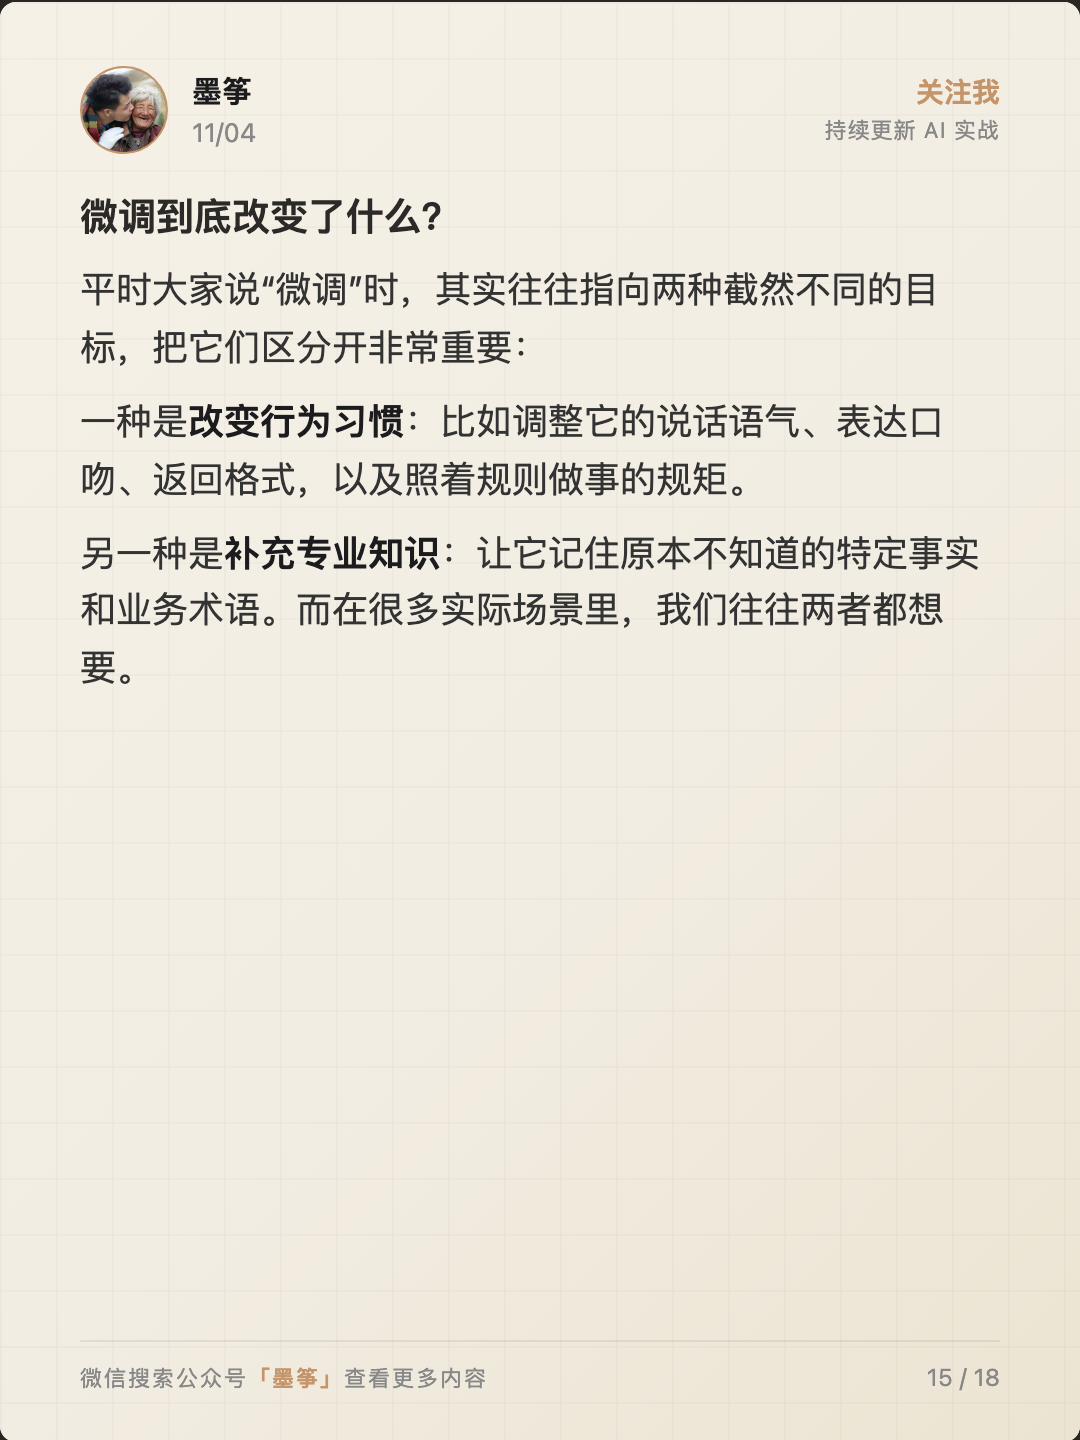 墨筝
11/04
关注我
持续更新 AI 实战
微调到底改变了什么？
平时大家说“微调”时，其实往往指向两种截然不同的目
标，把它们区分开非常重要：
一种是改变行为习惯：比如调整它的说话语气、表达口
吻、返回格式，以及照着规则做事的规矩。
另一种是补充专业知识：让它记住原本不知道的特定事实
和业务术语。而在很多实际场景里，我们往往两者都想
要。
微信搜索公众号「墨筝」查看更多内容
15 / 18